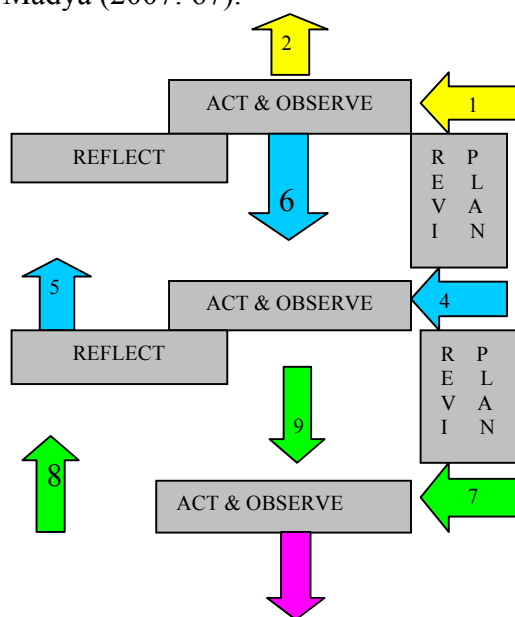 Madya (2007: 67).
2
ACT & OBSERVE
1
REFLECT
R P
E L
V A
I N
6
5
ACT & OBSERVE
4
REFLECT
R P
E L
V A
I N
9
8
7
ACT & OBSERVE